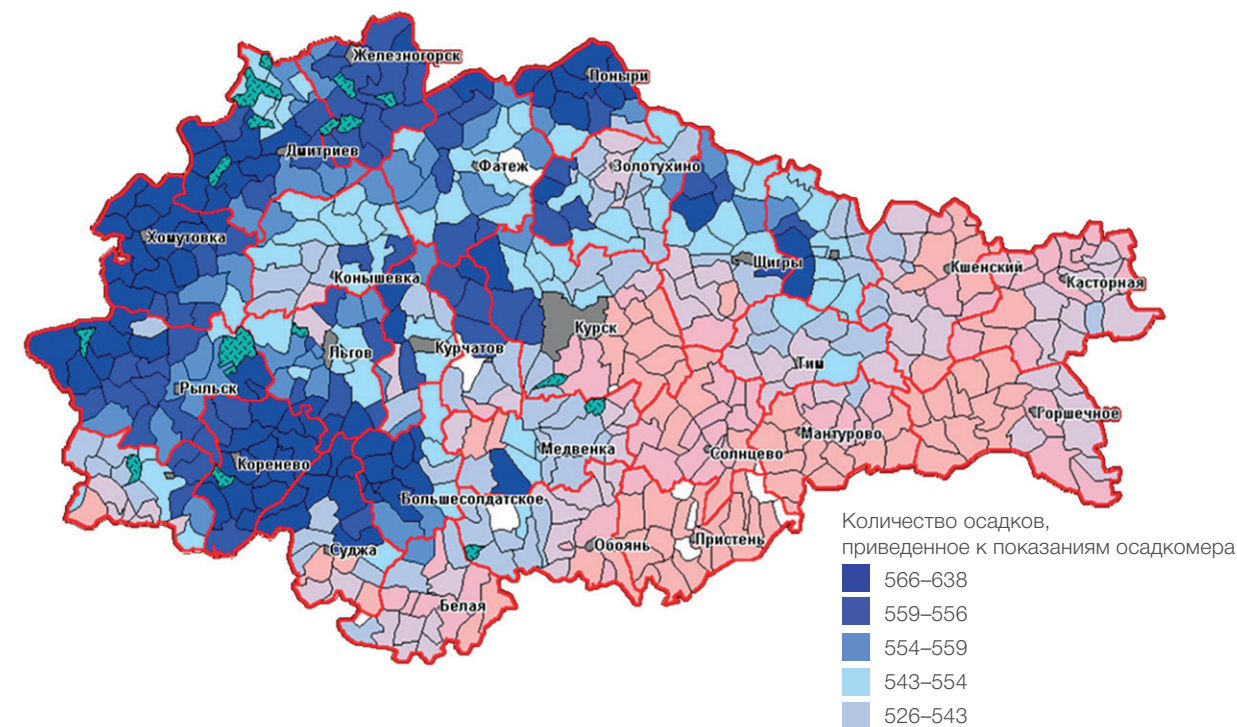 Железногорск
Поныри
Дмитриев
Фатеж
Золотухино
Хомутовка
Конышевка
Щигры
Кшенский
Касторная
Курск
Льгов
Курчатов
Тим
Рыльск
Горшечное
Мантурово
Медвенка
Солнцево
Коренево
Большесолдатское
Суджа
Обоянь
Пристень
Белая
Количество осадков,
приведенное к показаниям осадкомера
566–638
559–556
554–559
543–554
526–543